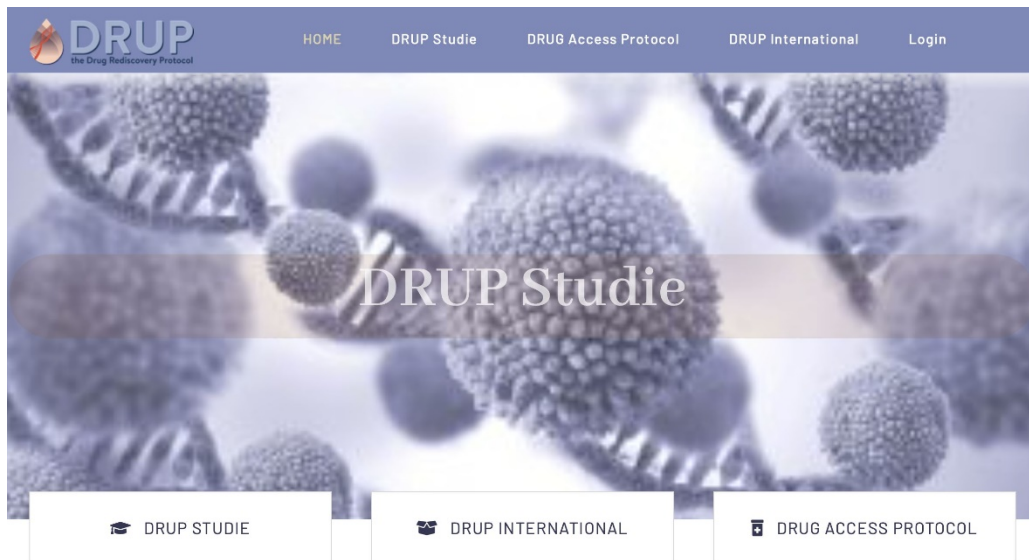 DRUP
the Drug Rediscovery Protocol
HOME DRUP Studie DRUG Access Protocol DRUP International Login
DRUP Studie
DRUP STUDIE DRUP INTERNATIONAL DRUG ACCESS PROTOCOL